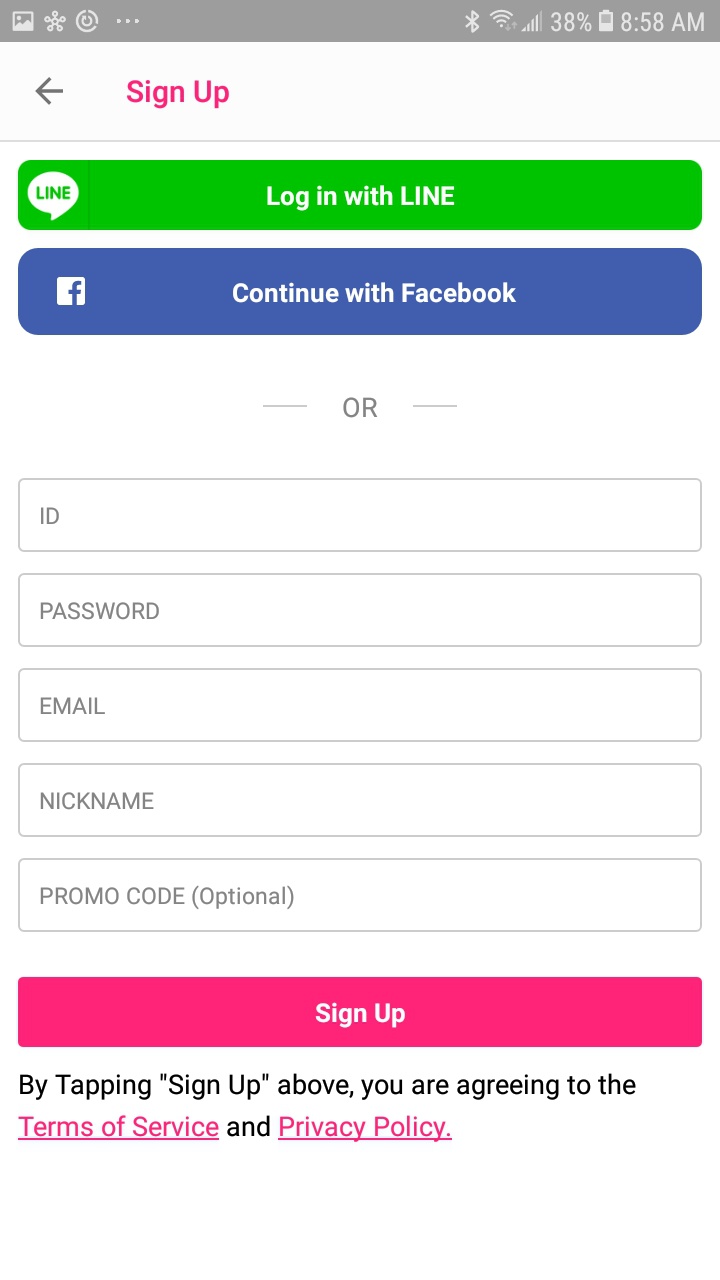 38% 8:58 AM
Sign Up
LINE Log in with LINE
Continue with Facebook
OR
ID
PASSWORD
EMAIL
NICKNAME
PROMO CODE (Optional)
Sign Up
By Tapping "Sign Up" above, you are agreeing to the
Terms of Service and Privacy Policy.